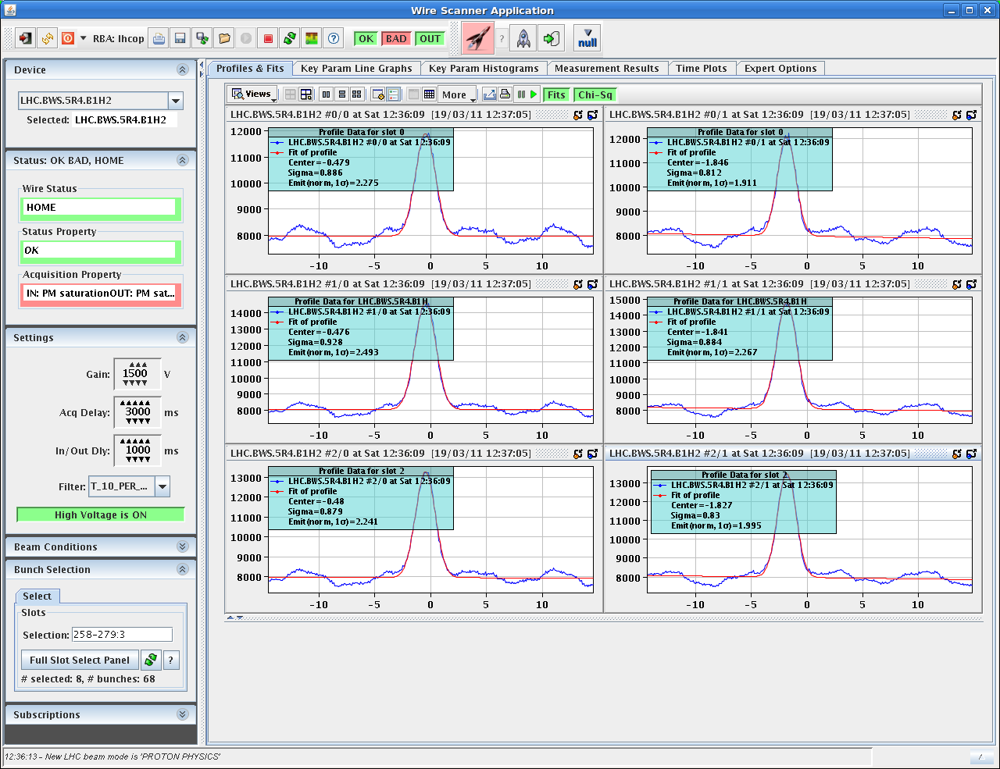 Wire Scanner Application
RBA: lhcop
OK BAD OUT
?
null
Device
LHC.BWS.5R4.B1H2
Selected: LHC.BWS.5R4.B1H2
Status: OK BAD, HOME
Wire Status
HOME
Status Property
OK
Acquisition Property
IN: PM saturationOUT: PM sat...
Settings
Gain: 1500 V
Acq Delay: 3000 ms
In/Out Dly: 1000 ms
Filter: T_10_PER_...
High Voltage is ON
Beam Conditions
Bunch Selection
Select
Slots
Selection: 258-279:3
Full Slot Select Panel ?
# selected: 8, # bunches: 68
Subscriptions
Profiles & Fits Key Param Line Graphs Key Param Histograms Measurement Results Time Plots Expert Options
Views More Fits Chi-Sq
LHC.BWS.5R4.B1H2 #0/0 at Sat 12:36:09 [19/03/11 12:37:05]
Profile Data for slot 0
LHC.BWS.5R4.B1H2 #0/0 at Sat 12:36:09
Fit of profile
Center=-0.479
Sigma=0.886
Emit(norm, 1σ)=2.275
12000
11000
10000
9000
8000
-10 -5 0 5 10
LHC.BWS.5R4.B1H2 #0/1 at Sat 12:36:09 [19/03/11 12:37:05]
Profile Data for slot 0
LHC.BWS.5R4.B1H2 #0/1 at Sat 12:36:09
Fit of profile
Center=-1.846
Sigma=0.812
Emit(norm, 1σ)=1.911
12000
11000
10000
9000
8000
-10 -5 0 5 10
LHC.BWS.5R4.B1H2 #1/0 at Sat 12:36:09 [19/03/11 12:37:05]
Profile Data for LHC.BWS.5R4.B1H
LHC.BWS.5R4.B1H2 #1/0 at Sat 12:36:09
Fit of profile
Center=-0.476
Sigma=0.928
Emit(norm, 1σ)=2.493
14000
13000
12000
11000
10000
9000
8000
-10 -5 0 5 10
LHC.BWS.5R4.B1H2 #1/1 at Sat 12:36:09 [19/03/11 12:37:05]
Profile Data for LHC.BWS.5R4.B1H
LHC.BWS.5R4.B1H2 #1/1 at Sat 12:36:09
Fit of profile
Center=-1.841
Sigma=0.884
Emit(norm, 1σ)=2.267
15000
14000
13000
12000
11000
10000
9000
8000
-10 -5 0 5 10
LHC.BWS.5R4.B1H2 #2/0 at Sat 12:36:09 [19/03/11 12:37:05]
Profile Data for slot 2
LHC.BWS.5R4.B1H2 #2/0 at Sat 12:36:09
Fit of profile
Center=-0.48
Sigma=0.879
Emit(norm, 1σ)=2.241
13000
12000
11000
10000
9000
8000
-10 -5 0 5 10
LHC.BWS.5R4.B1H2 #2/1 at Sat 12:36:09 [19/03/11 12:37:05]
Profile Data for slot 2
LHC.BWS.5R4.B1H2 #2/1 at Sat 12:36:09
Fit of profile
Center=-1.827
Sigma=0.83
Emit(norm, 1σ)=1.995
13000
12000
11000
10000
9000
8000
-10 -5 0 5 10
12:36:13 - New LHC beam mode is 'PROTON PHYSICS'